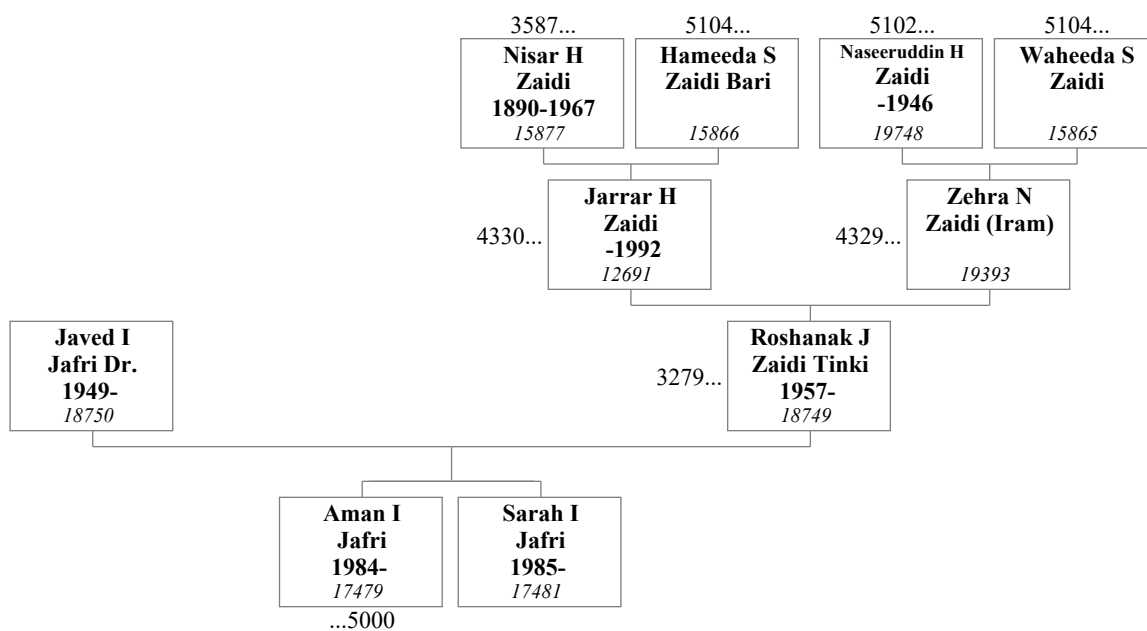 3587...
5104...
5102...
5104...
Nisar H
Zaidi
1890-1967
15877
Hameeda S
Zaidi Bari
15866
Naseeruddin H
Zaidi
-1946
19748
Waheeda S
Zaidi
15865
4330...
Jarrar H
Zaidi
-1992
12691
4329...
Zehra N
Zaidi (Iram)
19393
Javed I
Jafri Dr.
1949-
18750
3279...
Roshanak J
Zaidi Tinki
1957-
18749
Aman I
Jafri
1984-
17479
...5000
Sarah I
Jafri
1985-
17481